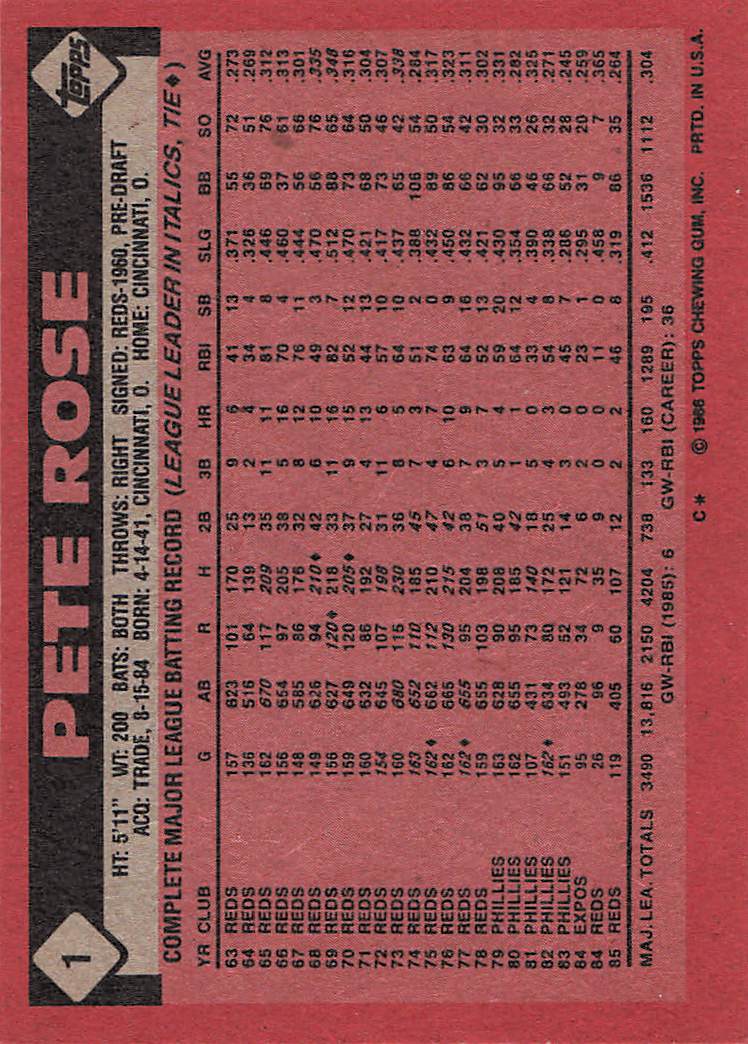 1
PETE ROSE
Topps
HT: 5'11" WT: 200 BATS: BOTH THROWS: RIGHT SIGNED: REDS-1960, PRE-DRAFT
ACQ: TRADE, 8-15-84 BORN: 4-14-41, CINCINNATI, O. HOME: CINCINNATI, O.
COMPLETE MAJOR LEAGUE BATTING RECORD (LEAGUE LEADER IN ITALICS, TIE ♦)
YR CLUB G AB R H 2B 3B HR RBI SB SLG BB SO AVG
63 REDS 157 623 101 170 25 9 6 41 13 .371 55 72 .273
64 REDS 136 516 64 139 13 2 4 34 4 .326 36 51 .269
65 REDS 162 670 117 209 35 11 11 81 8 .446 69 76 .312
66 REDS 156 654 97 205 38 5 16 70 4 .460 37 61 .313
67 REDS 148 585 86 176 32 8 12 76 11 .444 56 66 .301
68 REDS 149 626 94 210♦ 42 6 10 49 3 .470 56 76 .335
69 REDS 156 627 120♦ 218 33 11 16 82 7 .512 88 65 .348
70 REDS 159 649 120 205♦ 37 9 15 52 12 .470 73 64 .316
71 REDS 160 632 86 192 27 4 13 44 13 .421 68 50 .304
72 REDS 154 645 107 198 31 11 6 57 10 .417 73 46 .307
73 REDS 160 680 115 230 36 8 5 64 10 .437 65 42 .338
74 REDS 163 652 110 185 45 7 3 51 2 .388 106 54 .284
75 REDS 162♦ 662 112 210 47 4 7 74 0 .432 89 50 .317
76 REDS 162 665 130 215 42 6 10 63 9 .450 86 54 .323
77 REDS 162♦ 655 95 204 38 7 9 64 16 .432 66 42 .311
78 REDS 159 655 103 198 51 3 7 52 13 .421 62 30 .302
79 PHILLIES 163 628 90 208 40 5 4 59 20 .430 95 32 .331
80 PHILLIES 162 655 95 185 42 1 1 64 12 .354 66 33 .282
81 PHILLIES 107 431 73 140 18 5 0 33 4 .390 46 26 .325
82 PHILLIES 162♦ 634 80 172 25 4 3 54 8 .338 66 32 .271
83 PHILLIES 151 493 52 121 14 3 0 45 7 .286 52 28 .245
84 EXPOS 95 278 34 72 6 2 0 23 1 .295 31 20 .259
84 REDS 26 96 9 35 9 0 0 11 0 .458 9 7 .365
85 REDS 119 405 60 107 12 2 2 46 8 .319 86 35 .264
MAJ. LEA. TOTALS 3490 13,816 2150 4204 738 133 160 1289 195 .412 1536 1112 .304
GW-RBI (1985): 6 GW-RBI (CAREER): 36
C* © 1986 TOPPS CHEWING GUM, INC. PRTD. IN U.S.A.